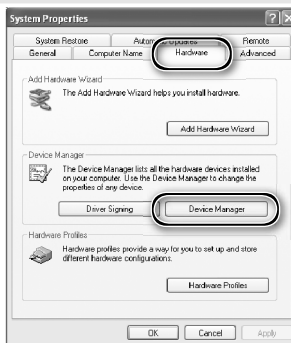 System Properties
System Restore
Automatic Updates
Remote
General
Computer Name
Hardware
Advanced
Add Hardware Wizard
The Add Hardware Wizard helps you install hardware.
Add Hardware Wizard
Device Manager
The Device Manager lists all the hardware devices installed
on your computer. Use the Device Manager to change the
properties of any device.
Driver Signing
Device Manager
Hardware Profiles
Hardware profiles provide a way for you to set up and store
different hardware configurations.
Hardware Profiles
OK
Cancel
Apply